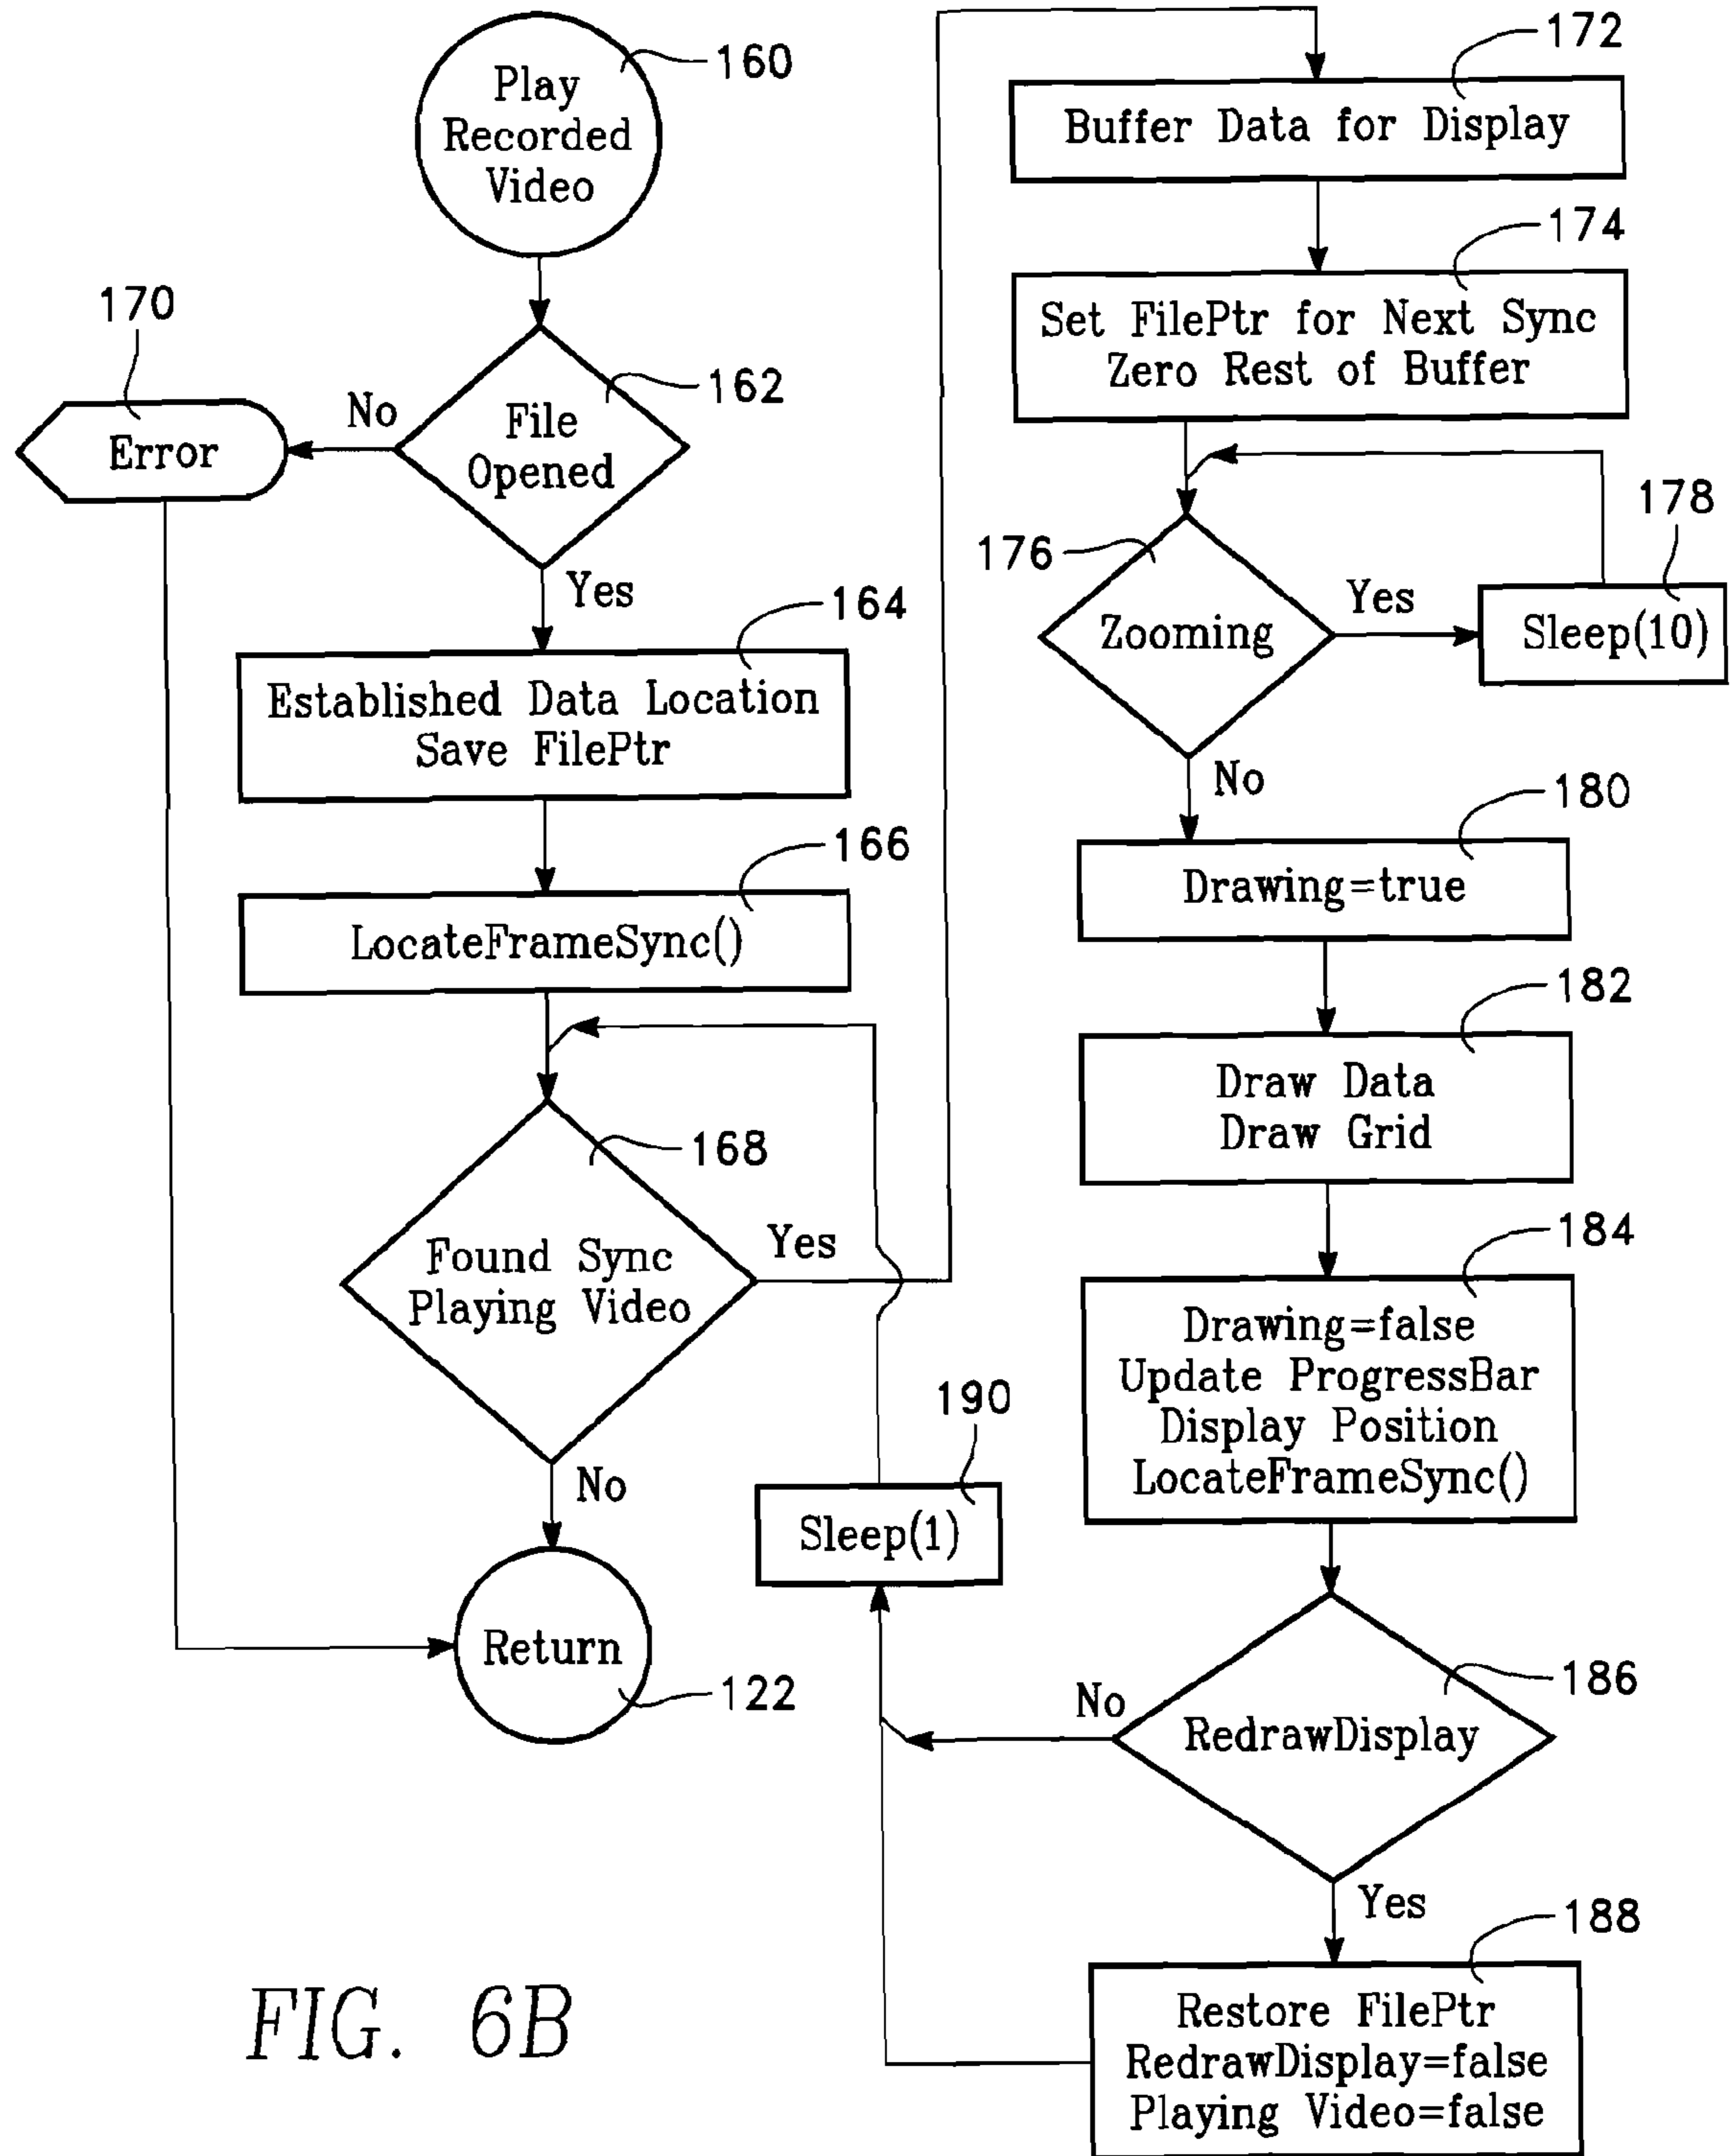 Play
Recorded
Video
160
170
No
Error
File
Opened
162
Yes
164
Established Data Location
Save FilePtr
166
LocateFrameSync()
168
Found Sync
Playing Video
Yes
No
Return
122
172
Buffer Data for Display
174
Set FilePtr for Next Sync
Zero Rest of Buffer
176
Zooming
Yes
178
Sleep(10)
No
180
Drawing=true
182
Draw Data
Draw Grid
184
Drawing=false
Update ProgressBar
Display Position
LocateFrameSync()
190
Sleep(1)
No
186
RedrawDisplay
Yes
188
Restore FilePtr
RedrawDisplay=false
Playing Video=false
FIG. 6B